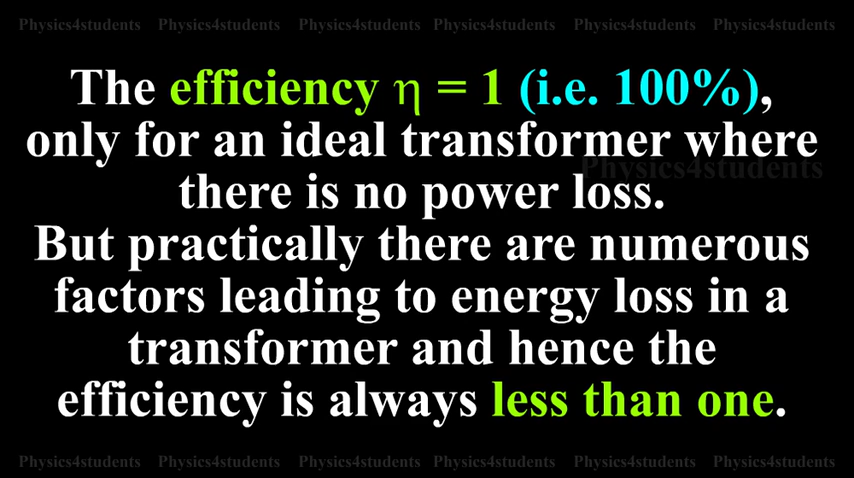 Physics4students Physics4students Physics4students Physics4students Physics4students Physics4students
The efficiency η = 1 (i.e. 100%),
only for an ideal transformer where
Physics4students
there is no power loss.
But practically there are numerous
factors leading to energy loss in a
transformer and hence the
efficiency is always less than one.
Physics4students Physics4students Physics4students Physics4students Physics4students Physics4students